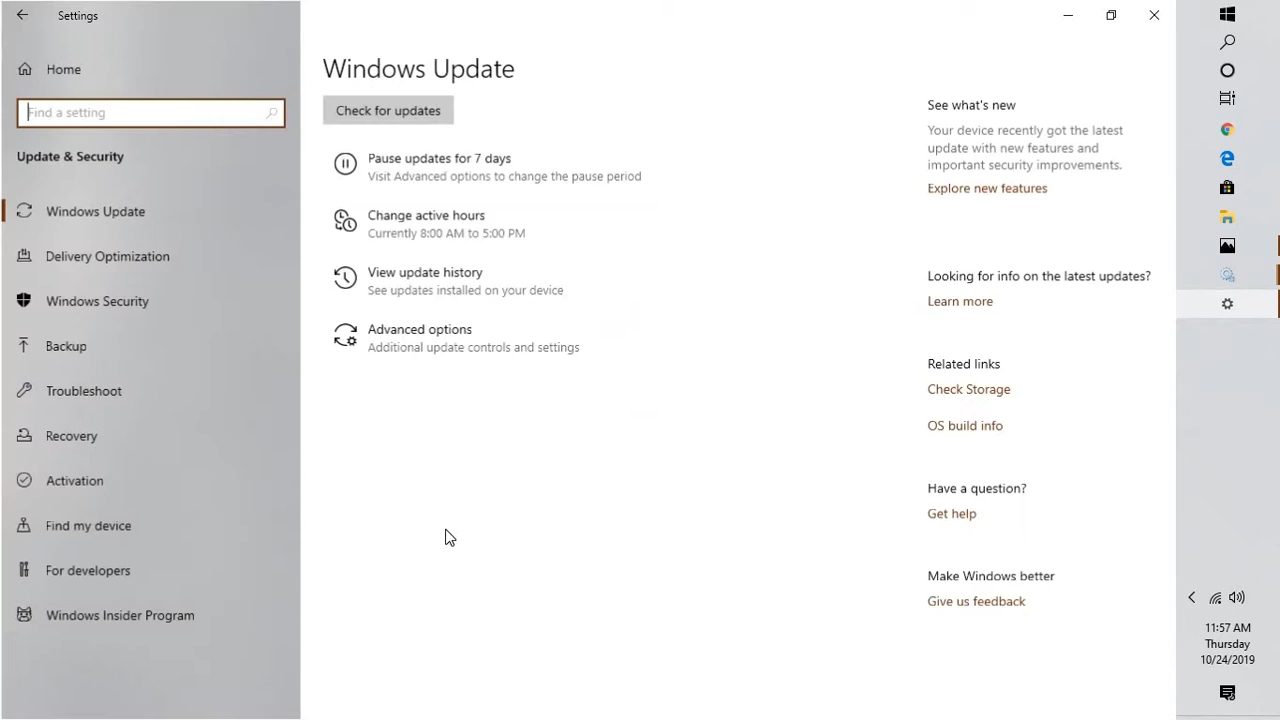 Settings
Home
Find a setting
Update & Security
Windows Update
Delivery Optimization
Windows Security
Backup
Troubleshoot
Recovery
Activation
Find my device
For developers
Windows Insider Program
Windows Update
Check for updates
Pause updates for 7 days
Visit Advanced options to change the pause period
Change active hours
Currently 8:00 AM to 5:00 PM
View update history
See updates installed on your device
Advanced options
Additional update controls and settings
See what's new
Your device recently got the latest
update with new features and
important security improvements.
Explore new features
Looking for info on the latest updates?
Learn more
Related links
Check Storage
OS build info
Have a question?
Get help
Make Windows better
Give us feedback
11:57 AM
Thursday
10/24/2019